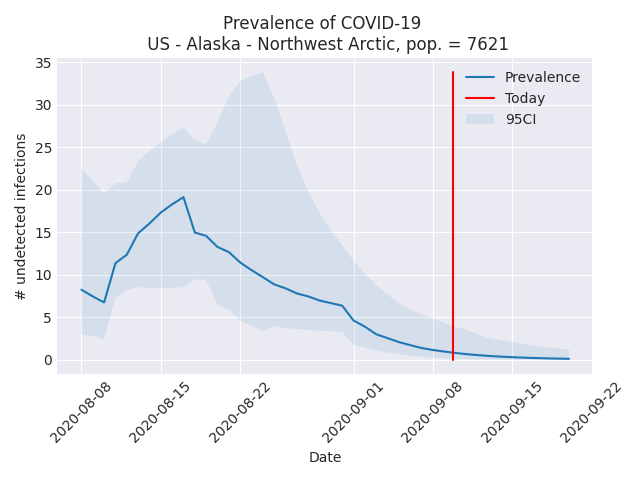 Prevalence of COVID-19
US - Alaska - Northwest Arctic, pop. = 7621
35
30
25
20
15
10
5
0
# undetected infections
Prevalence
Today
95CI
2020-08-08
2020-08-15
2020-08-22
2020-09-01
2020-09-08
2020-09-15
2020-09-22
Date